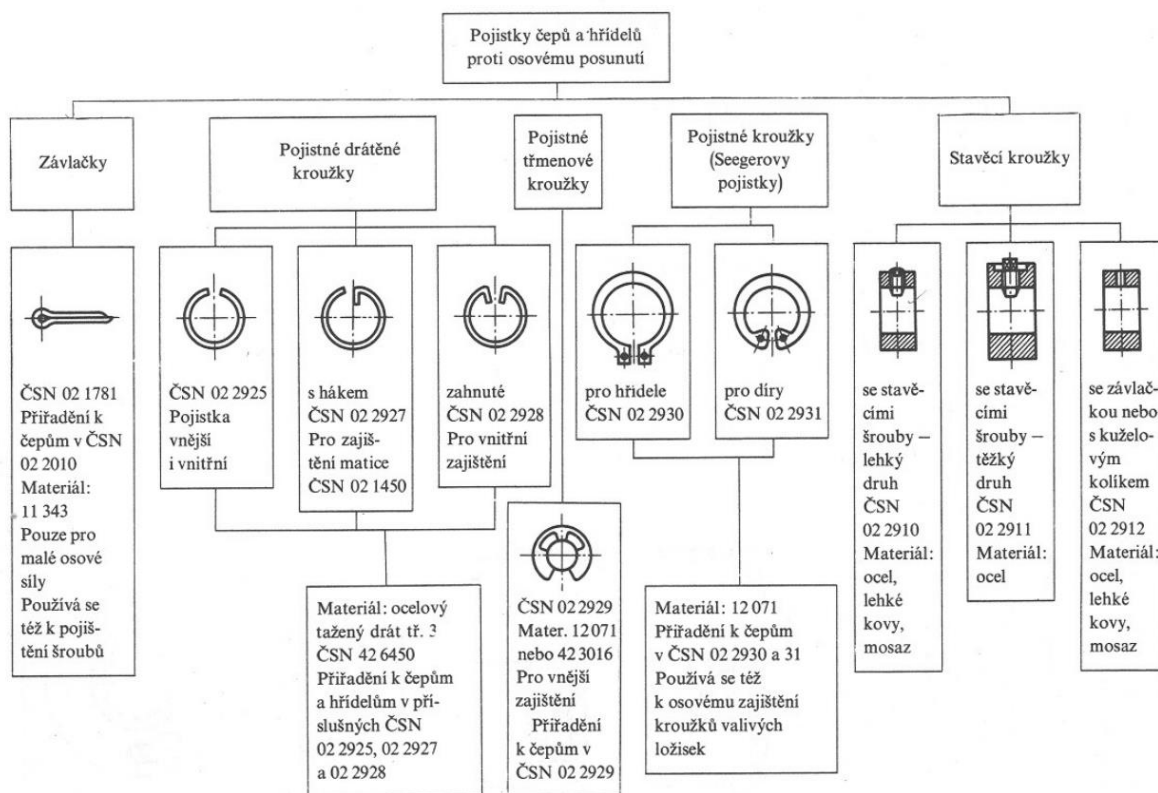 Pojistky čepů a hřídelů
proti osovému posunutí
Závlačky
Pojistné drátěné
kroužky
Pojistné
třmenové
kroužky
Pojistné kroužky
(Seegerovy
pojistky)
Stavěcí kroužky
ČSN 02 1781
Přiřadění k
čepům v ČSN
02 2010
Materiál:
11 343
Pouze pro
malé osové
síly
Používá se
též k pojiš-
tění šroubů
ČSN 02 2925
Pojistka
vnější
i vnitřní
s hákem
ČSN 02 2927
Pro zajiš-
tění matice
ČSN 02 1450
zahnuté
ČSN 02 2928
Pro vnitřní
zajištění
Materiál: ocelový
tažený drát tř. 3
ČSN 42 6450
Přiřadění k čepům
a hřídelům v pří-
slušných ČSN
02 2925, 02 2927
a 02 2928
ČSN 02 2929
Mater. 12 071
nebo 42 3016
Pro vnější
zajištění
Přiřadění
k čepům v
ČSN 02 2929
pro hřídele
ČSN 02 2930
pro díry
ČSN 02 2931
Materiál: 12 071
Přiřadění k čepům
v ČSN 02 2930 a 31
Používá se též
k osovému zajištění
kroužků valivých
ložisek
se stavě-
cími
šrouby –
lehký
druh
ČSN
02 2910
Materiál:
ocel,
lehké
kovy,
mosaz
se stavě-
cími
šrouby –
těžký
druh
ČSN
02 2911
Materiál:
ocel
se závlač-
kou nebo
s kuželo-
vým
kolíkem
ČSN
02 2912
Materiál:
ocel,
lehké
kovy,
mosaz